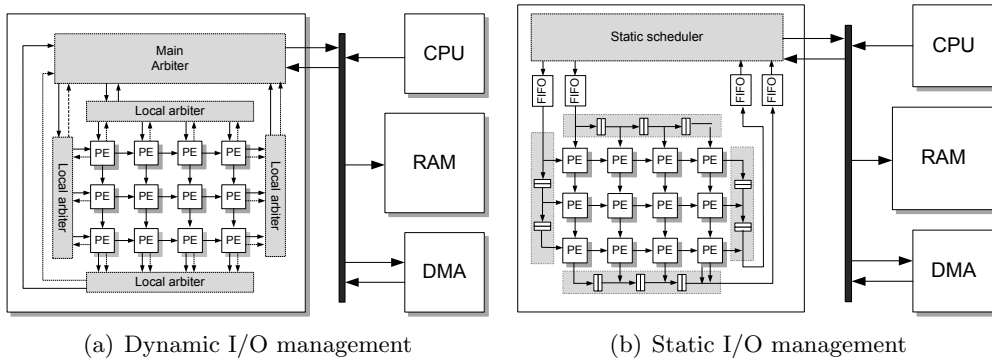 Main
Arbiter
Local arbiter
Local arbiter
PE PE PE PE
PE PE PE PE
PE PE PE PE
Local arbiter
Local arbiter
CPU
RAM
DMA
(a) Dynamic I/O management
Static scheduler
FIFO FIFO FIFO FIFO
PE PE PE PE
PE PE PE PE
PE PE PE PE
CPU
RAM
DMA
(b) Static I/O management